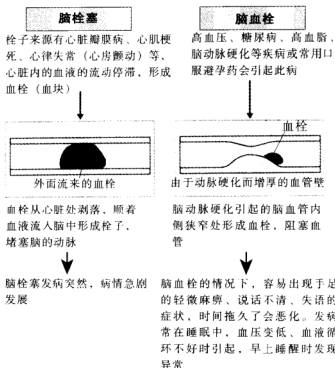 脑栓塞
栓子来源有心脏瓣膜病、心肌梗
死、心律失常（心房颤动）等，
心脏内的血液的流动停滞，形成
血栓（血块）
外面流来的血栓
血栓从心脏处剥落，顺着
血液流入脑中形成栓子，
堵塞脑的动脉
脑栓塞发病突然，病情急剧
发展
脑血栓
高血压、糖尿病、高血脂、
脑动脉硬化等疾病或常用口
服避孕药会引起此病
血栓
由于动脉硬化而增厚的血管壁
脑动脉硬化引起的脑血管内
侧狭窄处形成血栓，阻塞血
管
脑血栓的情况下，容易出现手足
的轻微麻痹、说话不清、失语的
症状，时间拖久了会恶化。发病
常在睡眠中，血压变低、血液循
环不好时引起，早上睡醒时发现
异常